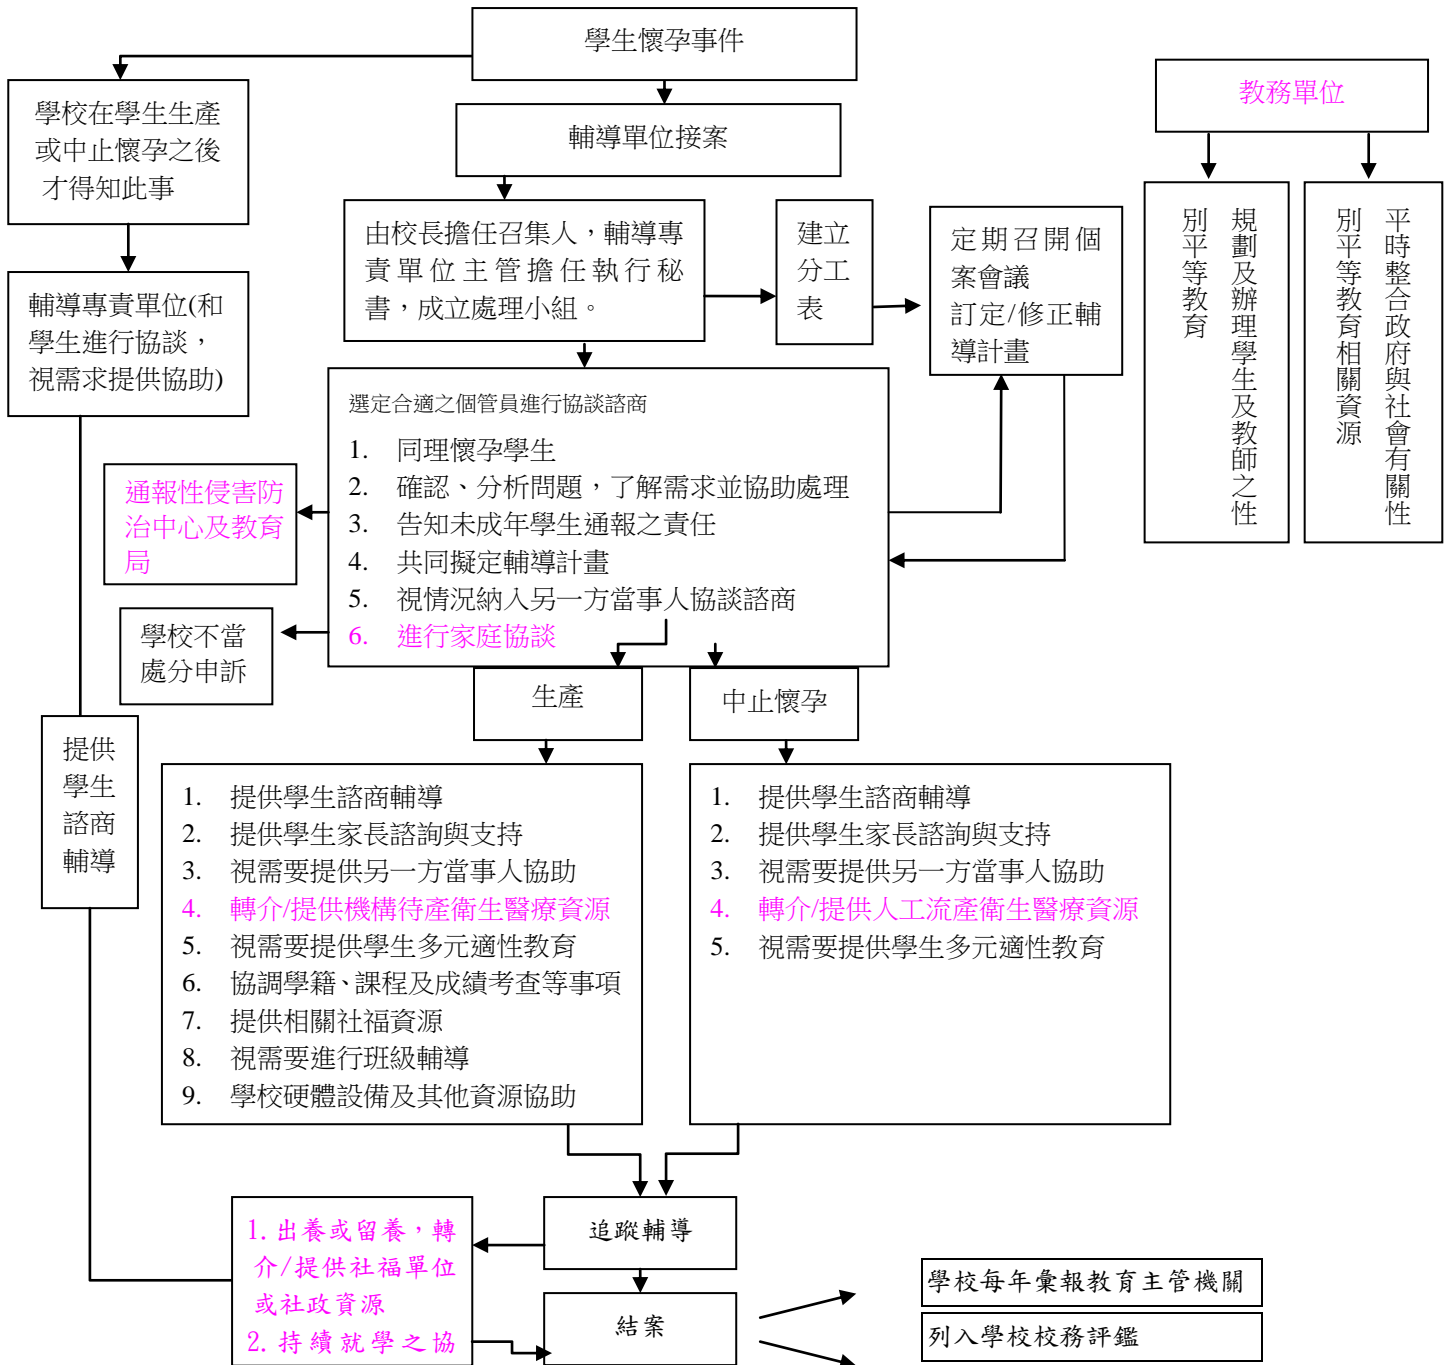 學生懷孕事件
教務單位
學校在學生生產
或中止懷孕之後
才得知此事
輔導單位接案
規劃及辦理學生及教師之性
別平等教育
平時整合政府與社會有關性
別平等教育相關資源
由校長擔任召集人，輔導專
責單位主管擔任執行秘
書，成立處理小組。
建立
分工
表
定期召開個
案會議
訂定/修正輔
導計畫
輔導專責單位(和
學生進行協談，
視需求提供協助)
選定合適之個管員進行協談諮商
1. 同理懷孕學生
2. 確認、分析問題，了解需求並協助處理
3. 告知未成年學生通報之責任
4. 共同擬定輔導計畫
5. 視情況納入另一方當事人協談諮商
6. 進行家庭協談
通報性侵害防
治中心及教育
局
學校不當
處分申訴
生產
中止懷孕
提供
學生
諮商
輔導
1. 提供學生諮商輔導
2. 提供學生家長諮詢與支持
3. 視需要提供另一方當事人協助
4. 轉介/提供機構待產衛生醫療資源
5. 視需要提供學生多元適性教育
6. 協調學籍、課程及成績考查等事項
7. 提供相關社福資源
8. 視需要進行班級輔導
9. 學校硬體設備及其他資源協助
1. 提供學生諮商輔導
2. 提供學生家長諮詢與支持
3. 視需要提供另一方當事人協助
4. 轉介/提供人工流產衛生醫療資源
5. 視需要提供學生多元適性教育
1. 出養或留養，轉
介/提供社福單位
或社政資源
2. 持續就學之協
追蹤輔導
結案
學校每年彙報教育主管機關
列入學校校務評鑑